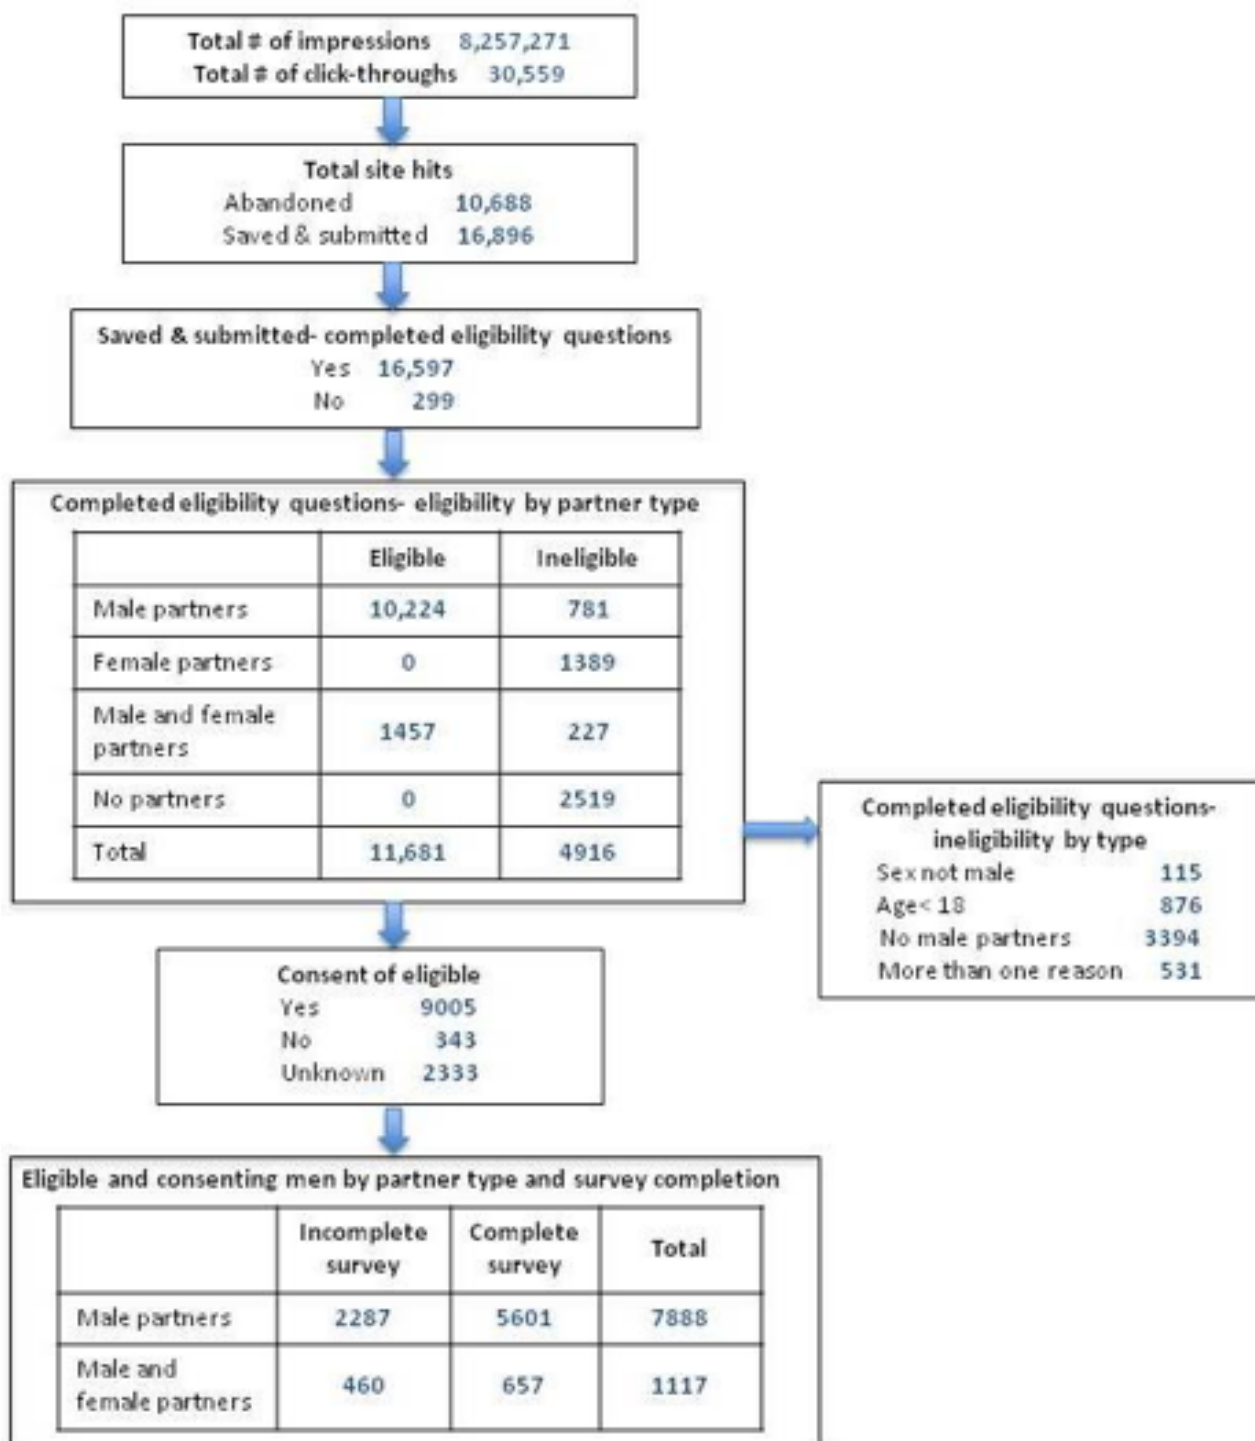 Total # of impressions 8,257,271
Total # of click-throughs 30,559
Total site hits
Abandoned 10,688
Saved & submitted 16,896
Saved & submitted- completed eligibility questions
Yes 16,597
No 299
Completed eligibility questions- eligibility by partner type
Eligible Ineligible
Male partners 10,224 781
Female partners 0 1389
Male and female
partners 1457 227
No partners 0 2519
Total 11,681 4916
Completed eligibility questions-
ineligibility by type
Sex not male 115
Age< 18 876
No male partners 3394
More than one reason 531
Consent of eligible
Yes 9005
No 343
Unknown 2333
Eligible and consenting men by partner type and survey completion
Incomplete
survey Complete
survey Total
Male partners 2287 5601 7888
Male and
female partners 460 657 1117